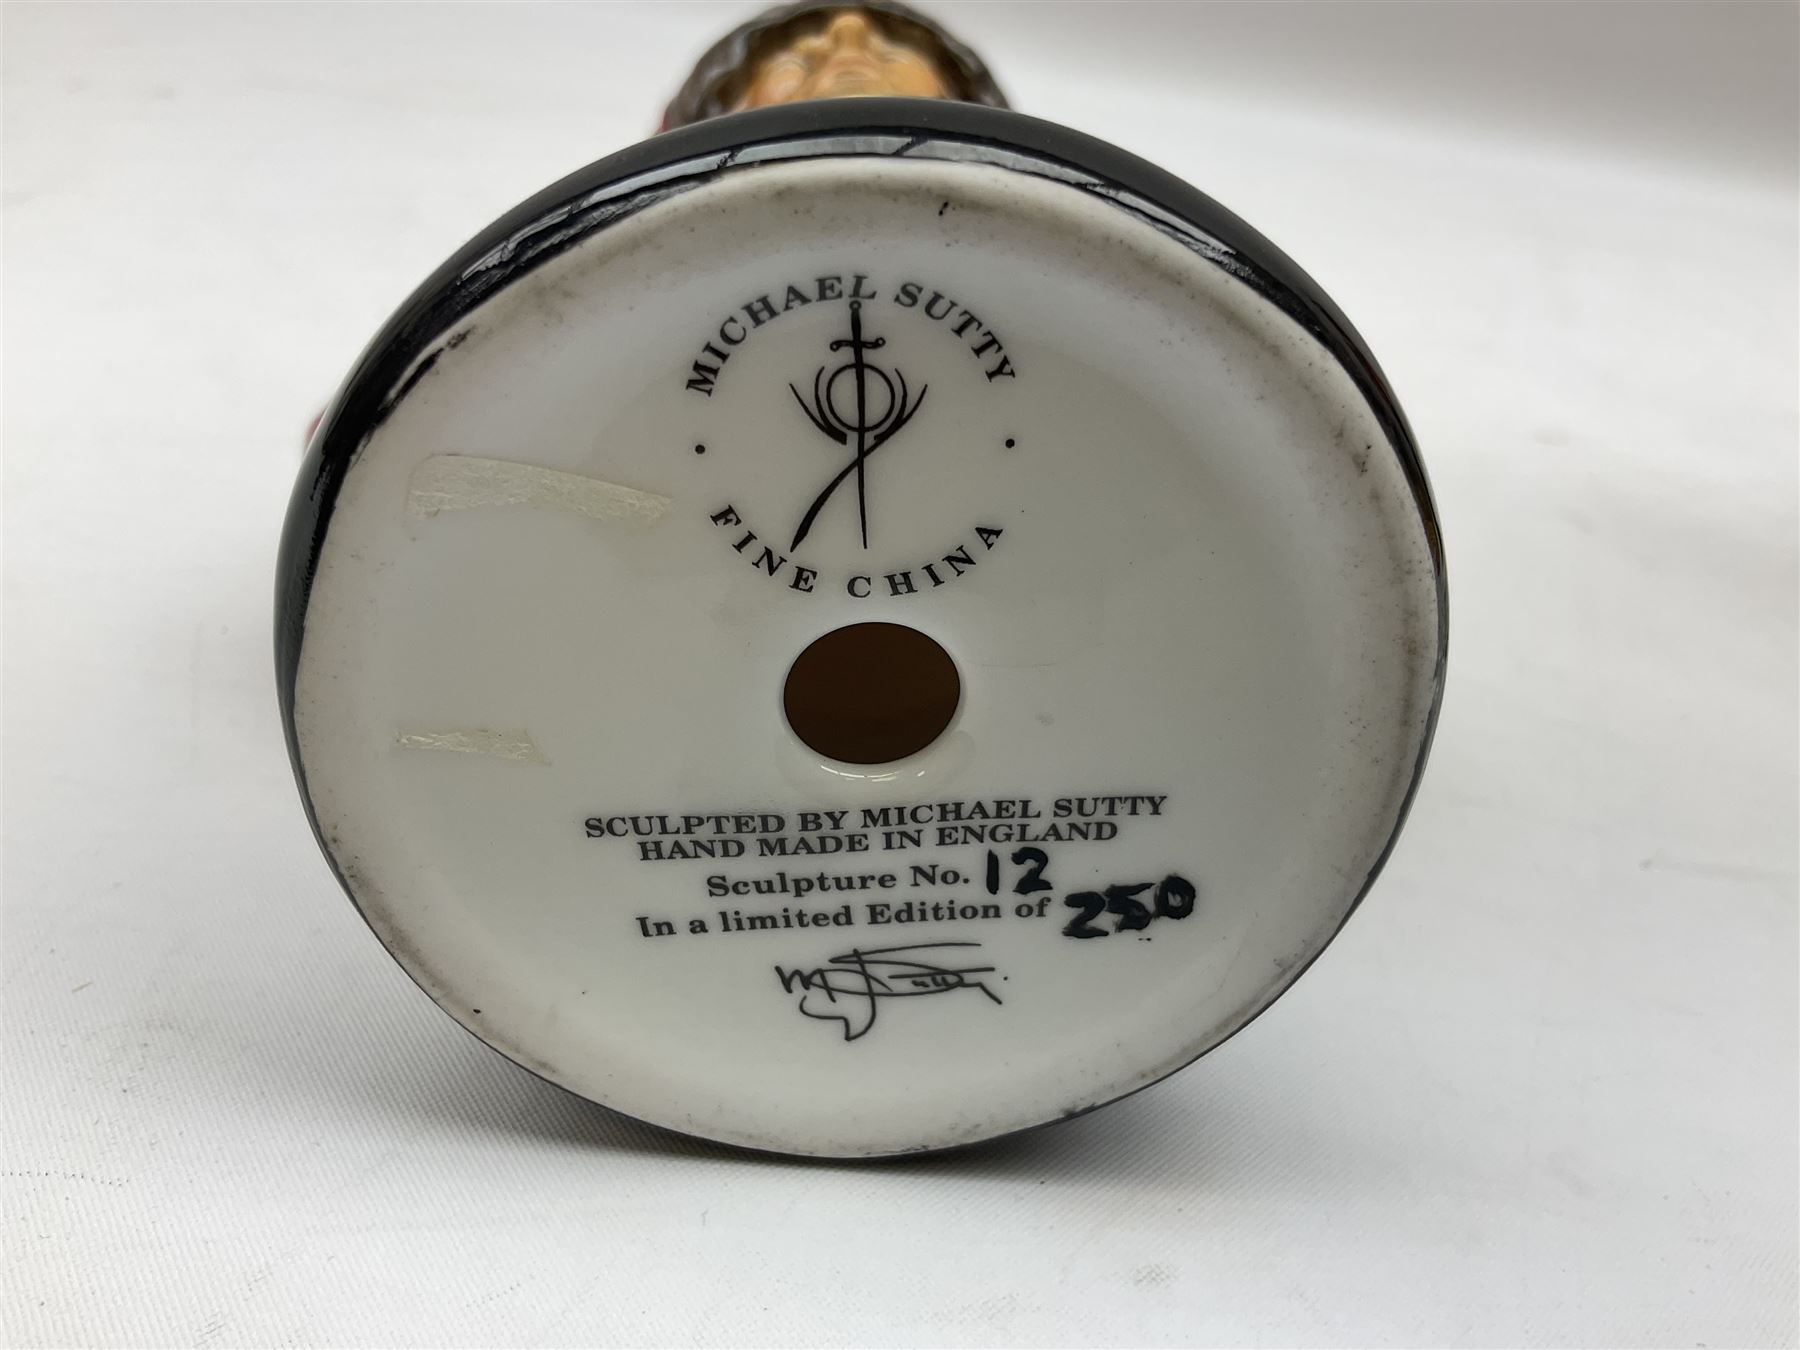 MICHAEL SUTTY
FINE CHINA
SCULPTED BY MICHAEL SUTTY
HAND MADE IN ENGLAND
Sculpture No. 12
In a limited Edition of 250
M J Sutty